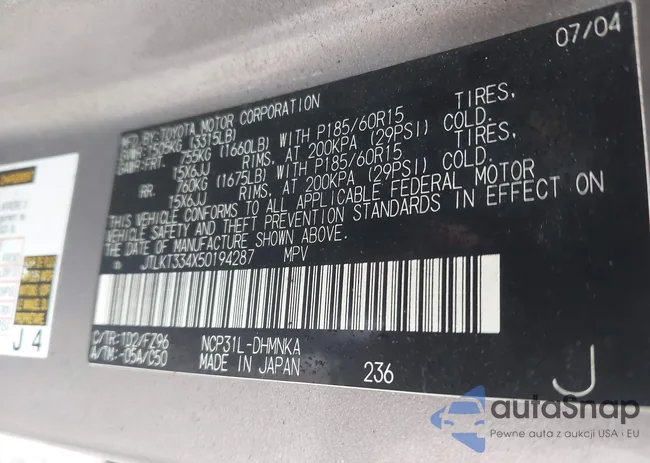 07/04
MFD.BY:TOYOTA MOTOR CORPORATION
GVWR 1505KG (3315LB)
GAWR-FRT. 755KG (1660LB) WITH P185/60R15 TIRES,
15X6JJ RIMS, AT 200KPA (29PSI) COLD.
RR. 760KG (1675LB) WITH P185/60R15 TIRES,
15X6JJ RIMS, AT 200KPA (29PSI) COLD.
THIS VEHICLE CONFORMS TO ALL APPLICABLE FEDERAL MOTOR
VEHICLE SAFETY AND THEFT PREVENTION STANDARDS IN EFFECT ON
THE DATE OF MANUFACTURE SHOWN ABOVE.
JTLKT334X50194287 MPV
C/TR:1D2/FZ96 NCP31L-DHMNKA
A/TM:-05A/C50 MADE IN JAPAN 236
J
J 4
autoSnap
Pewne auta z aukcji USA i EU